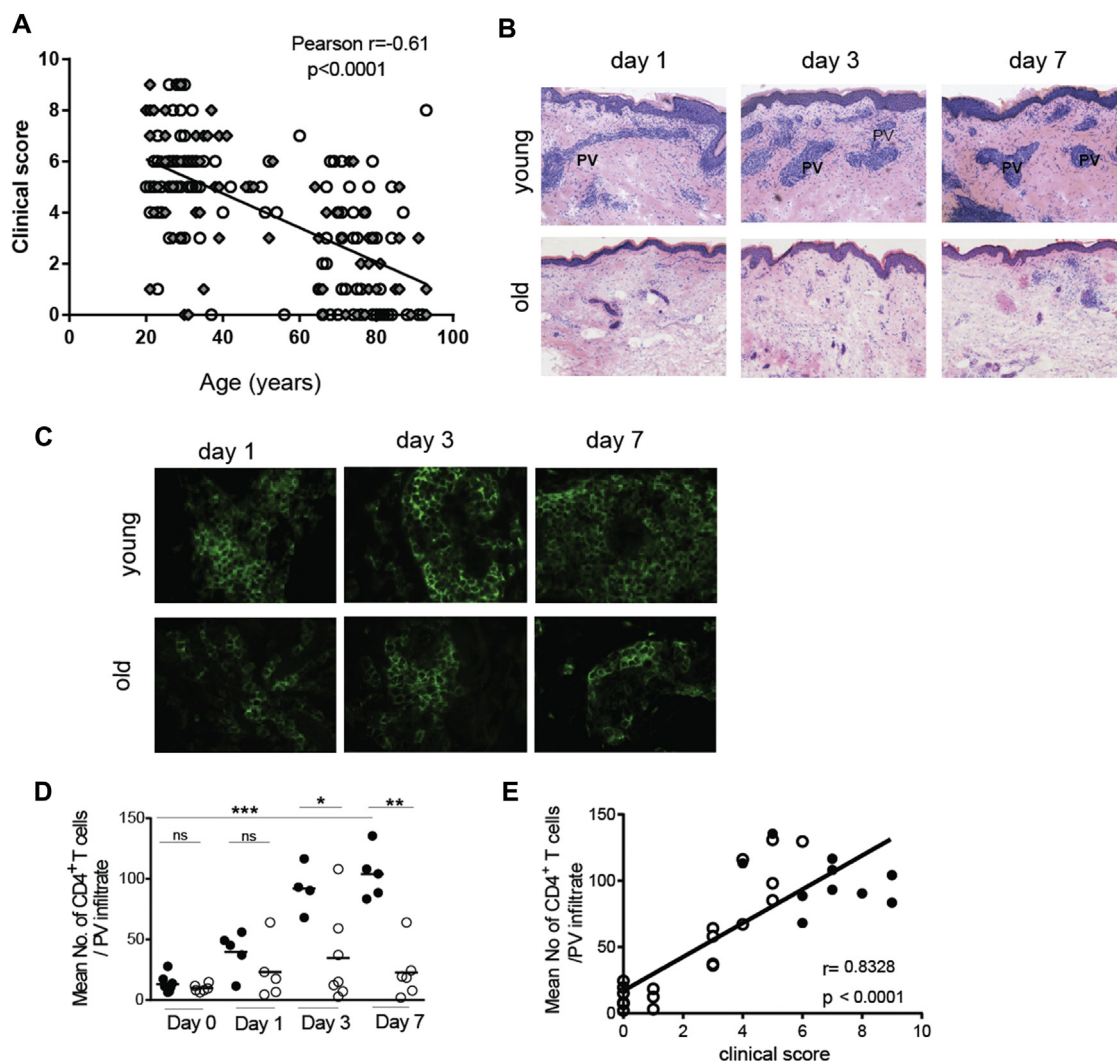 A
Pearson r=-0.61
p<0.0001
Clinical score
10
8
6
4
2
0
0 20 40 60 80 100
Age (years)
B
day 1 day 3 day 7
young
PV
PV
PV
PV
PV
old
C
day 1 day 3 day 7
young
old
D
Mean No. of CD4+ T cells
/ PV infiltrate
150
100
50
0
ns
ns
***
*
**
Day 0 Day 1 Day 3 Day 7
E
Mean No of CD4+ T cells
/PV infiltrate
150
100
50
0
r= 0.8328
p < 0.0001
0 2 4 6 8 10
clinical score